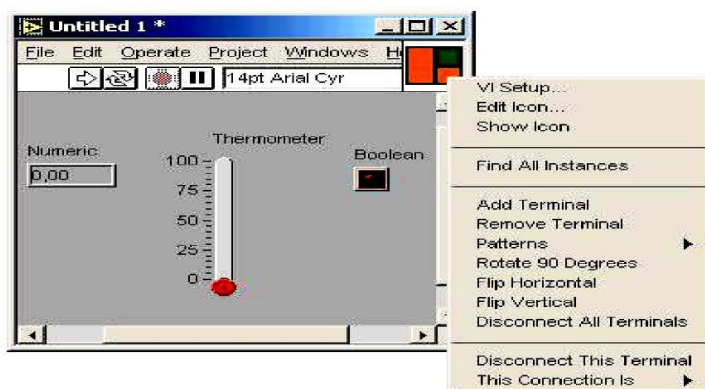 Untitled 1 *
File Edit Operate Project Windows
14pt Arial Cyr
Numeric
0,00
Thermometer
100
75
50
25
0
Boolean
VI Setup...
Edit Icon...
Show Icon
Find All Instances
Add Terminal
Remove Terminal
Patterns
Rotate 90 Degrees
Flip Horizontal
Flip Vertical
Disconnect All Terminals
Disconnect This Terminal
This Connection Is